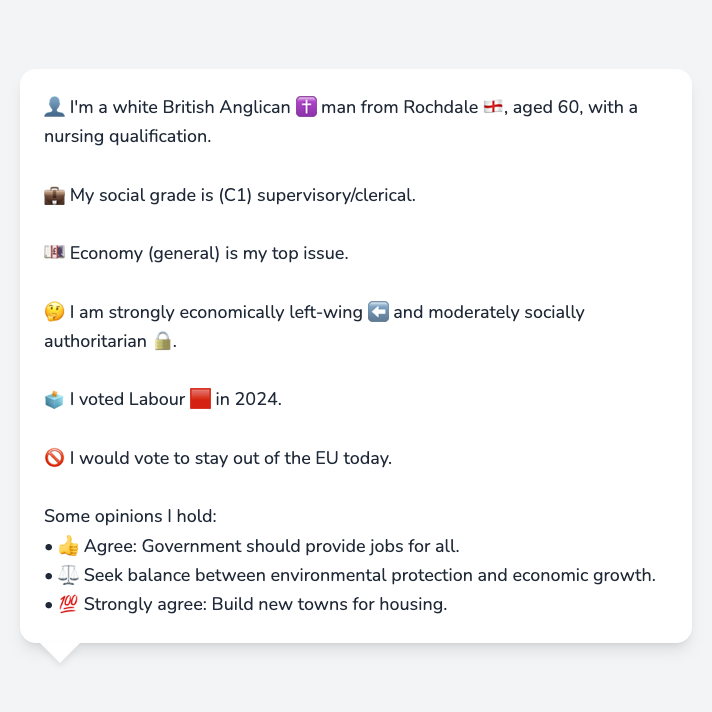 👤 I'm a white British Anglican ✝️ man from Rochdale 🏴󠁧󠁢󠁥󠁮󠁧󠁿, aged 60, with a
nursing qualification.
💼 My social grade is (C1) supervisory/clerical.
💷 Economy (general) is my top issue.
🤔 I am strongly economically left-wing ⬅️ and moderately socially
authoritarian 🔒.
🗳️ I voted Labour 🟥 in 2024.
🚫 I would vote to stay out of the EU today.
Some opinions I hold:
• 👍 Agree: Government should provide jobs for all.
• ⚖️ Seek balance between environmental protection and economic growth.
• 💯 Strongly agree: Build new towns for housing.